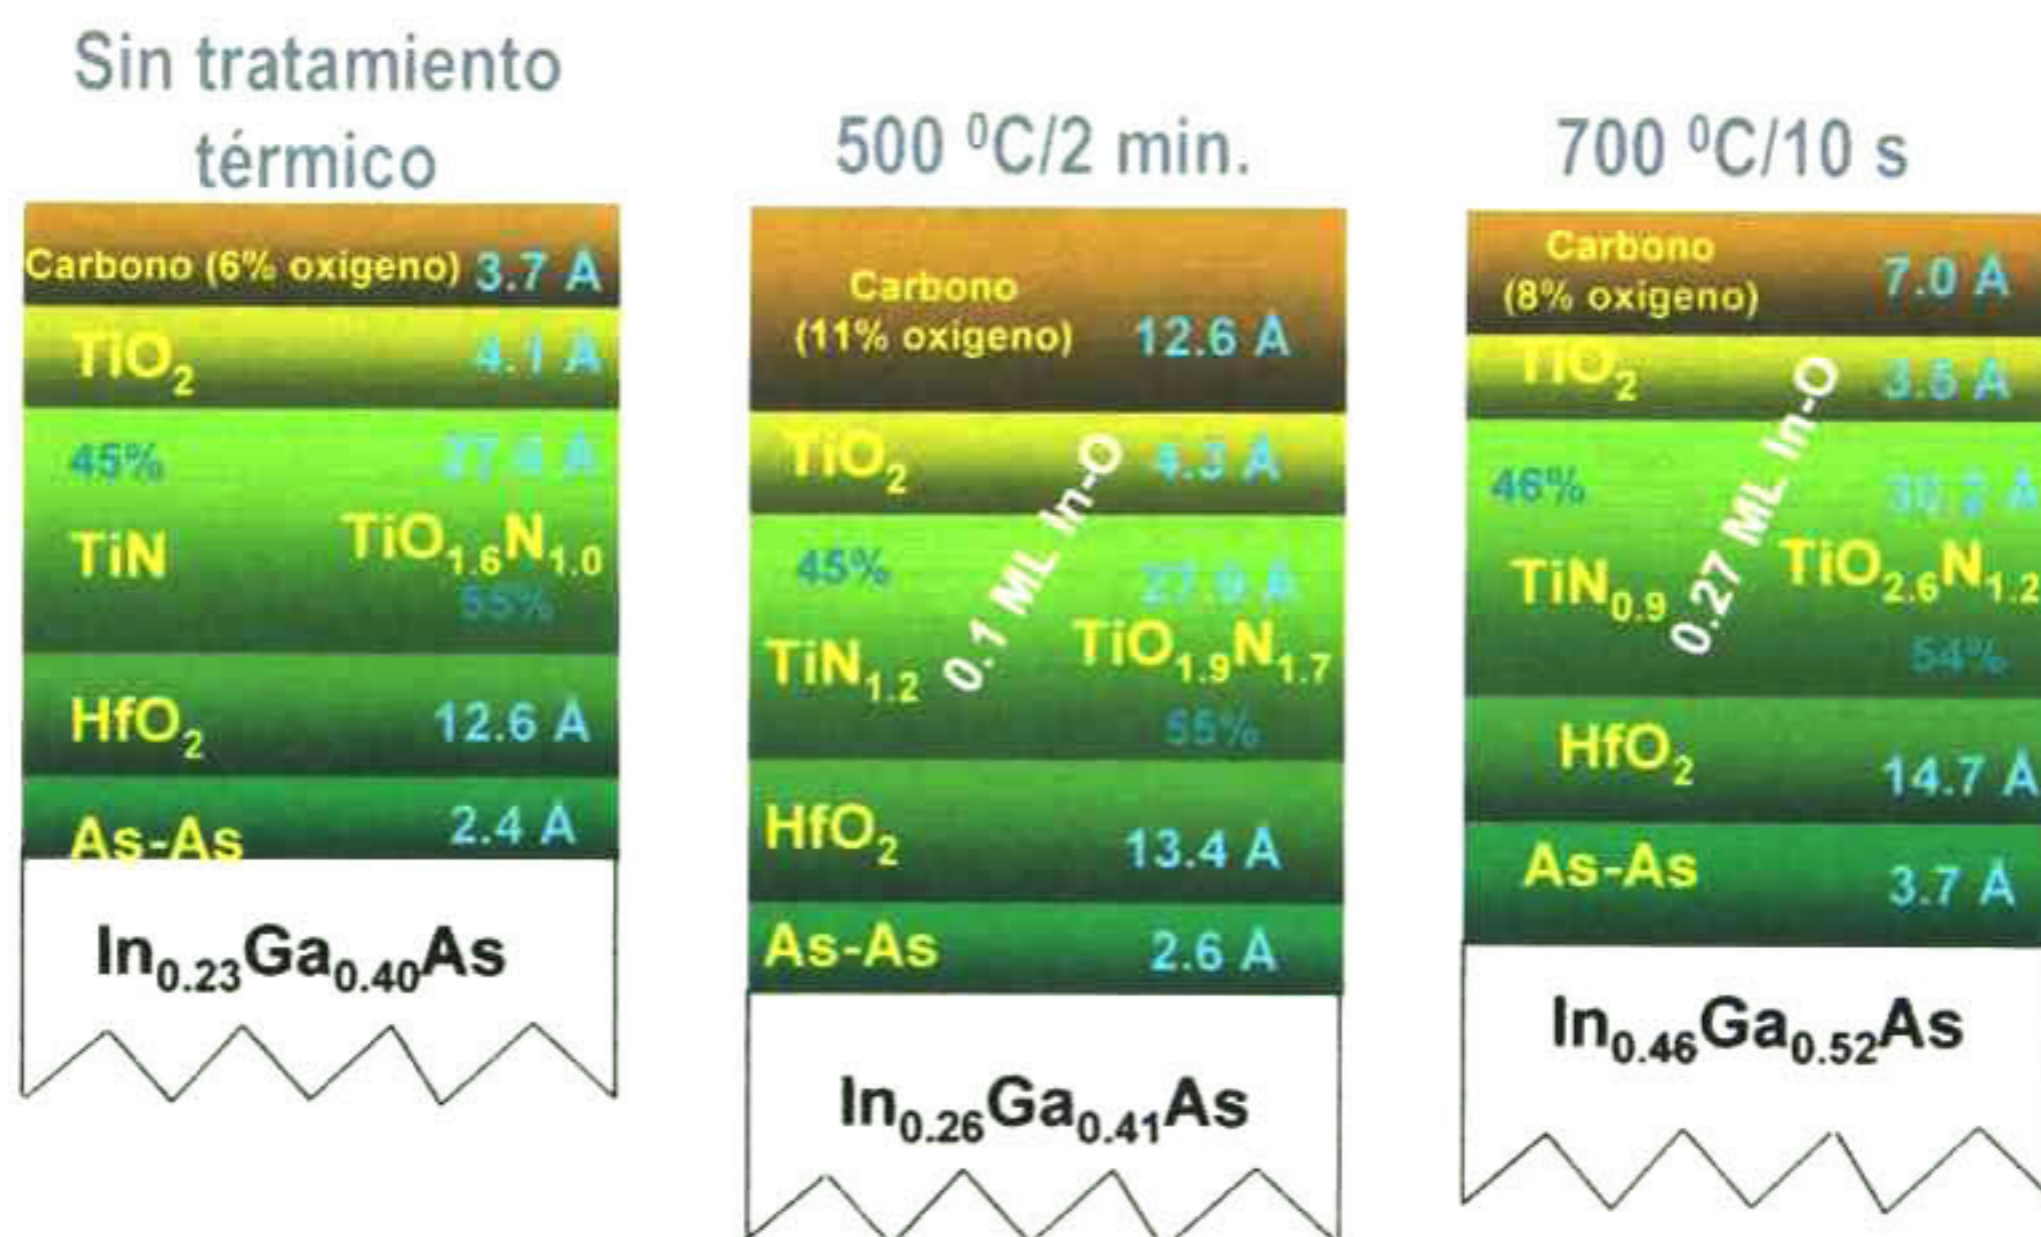 Sin tratamiento
térmico
Carbono (6% oxígeno) 3.7 A
TiO2 4.1 A
45%
TiN TiO1.6N1.0
55%
HfO2 12.6 A
As-As 2.4 A
In0.23Ga0.40As
500 ⁰C/2 min.
Carbono
(11% oxígeno) 12.6 A
TiO2 4.3 A
0.1 ML In-O
45% 27.9 A
TiN1.2 TiO1.9N1.7
55%
HfO2 13.4 A
As-As 2.6 A
In0.26Ga0.41As
700 ⁰C/10 s
Carbono
(8% oxígeno) 7.0 A
TiO2 A
0.27 ML In-O
46% A
TiN0.9 TiO2.6N1.2
54%
HfO2 14.7 A
As-As 3.7 A
In0.46Ga0.52As